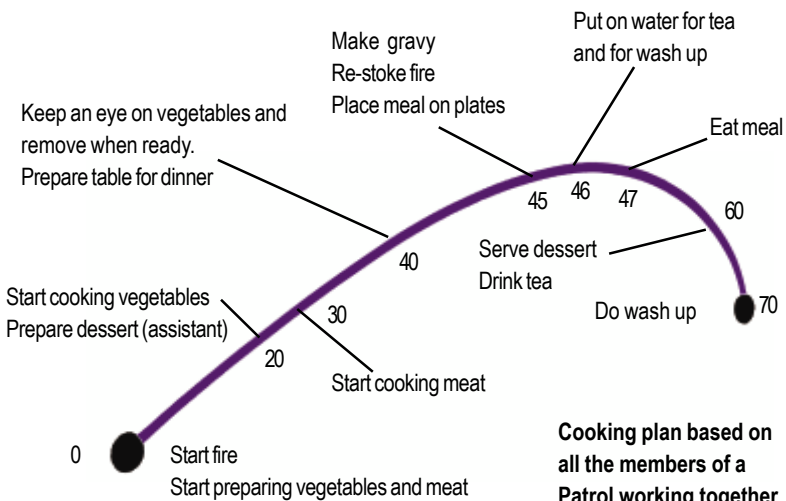 Put on water for tea
and for wash up
Make gravy
Re-stoke fire
Place meal on plates
Keep an eye on vegetables and
remove when ready.
Prepare table for dinner
Eat meal
45
46
47
60
40
Serve dessert
Drink tea
Start cooking vegetables
Prepare dessert (assistant)
30
20
Do wash up
70
Start cooking meat
0
Start fire
Start preparing vegetables and meat
Cooking plan based on
all the members of a
Patrol working together